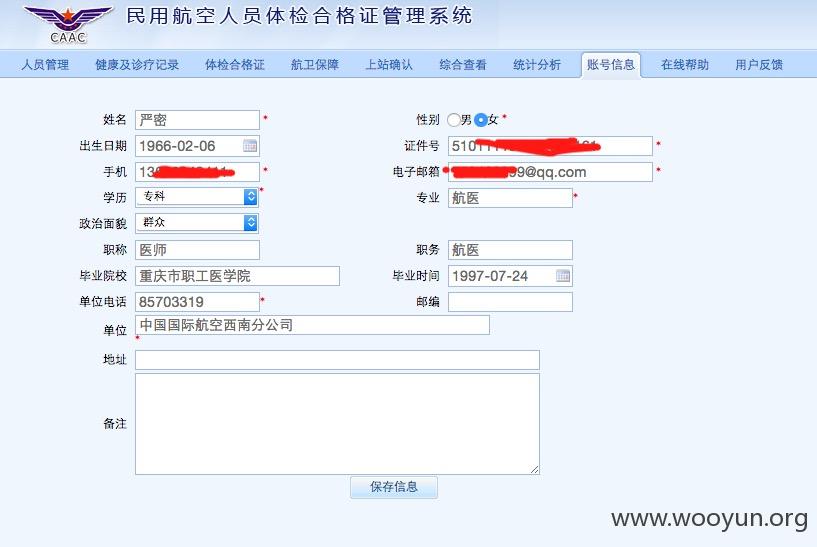 CAAC
民用航空人员体检合格证管理系统
人员管理 健康及诊疗记录 体检合格证 航卫保障 上站确认 综合查看 统计分析 账号信息 在线帮助 用户反馈
姓名 严密 * 性别 男 女 *
出生日期 1966-02-06 证件号 *
手机 * 电子邮箱 9@qq.com *
学历 专科 * 专业 航医 *
政治面貌 群众
职称 医师 职务 航医
毕业院校 重庆市职工医学院 毕业时间 1997-07-24
单位电话 85703319 * 邮编
单位 中国国际航空西南分公司
*
地址
备注
保存信息
www.wooyun.org